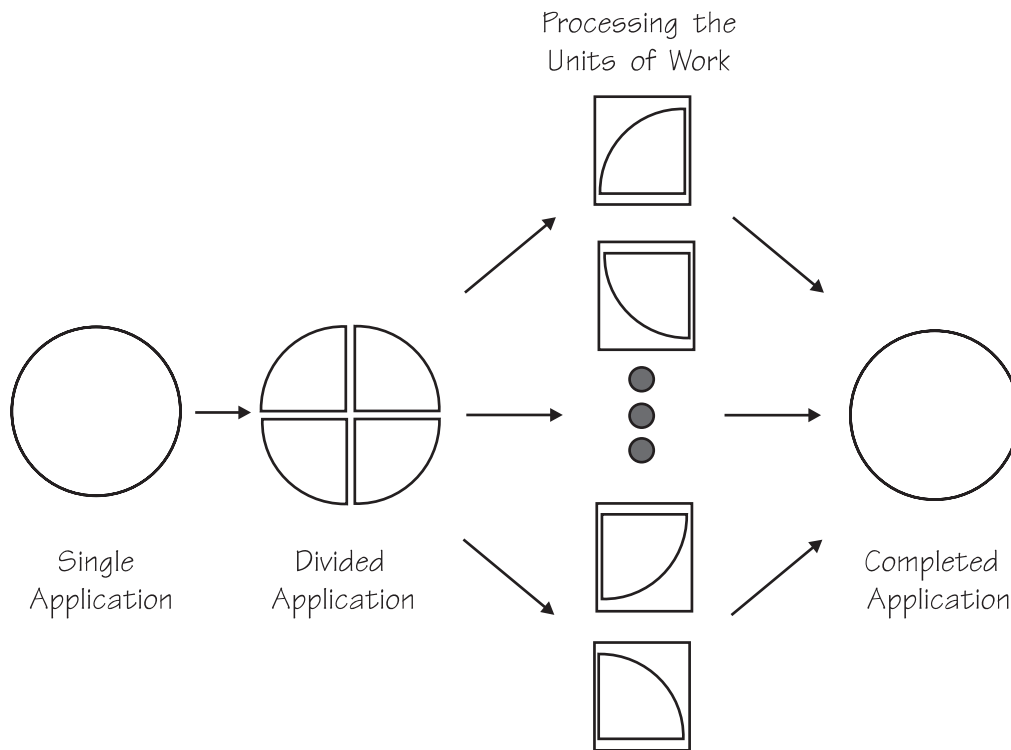 Processing the
Units of Work
Single
Application
Divided
Application
Completed
Application